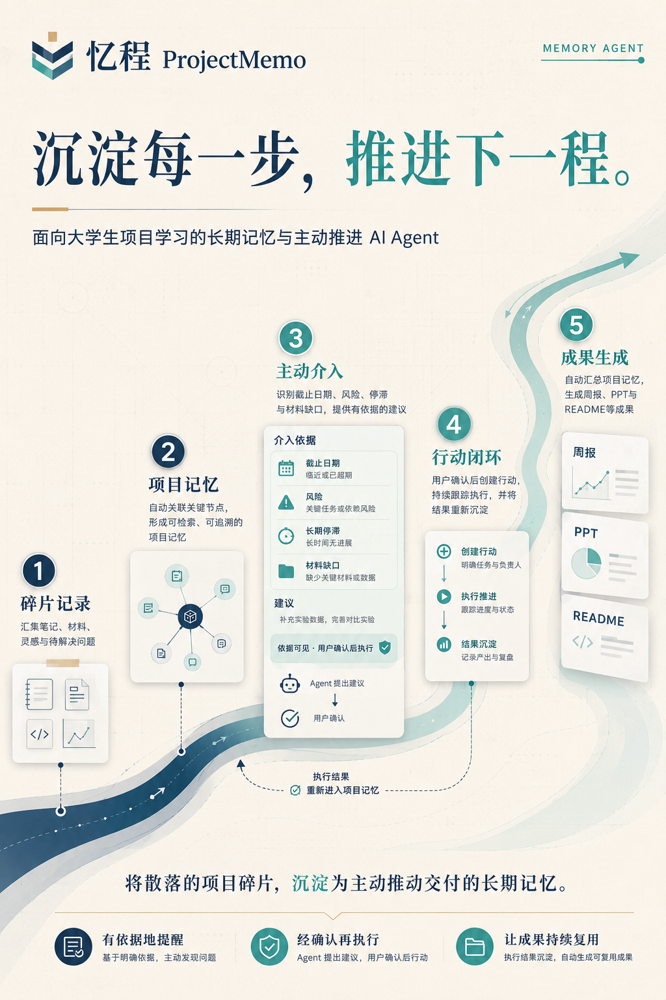 忆程 ProjectMemo
MEMORY AGENT
沉淀每一步，推进下一程。
面向大学生项目学习的长期记忆与主动推进 AI Agent
1
碎片记录
汇集笔记、材料、
灵感与待解决问题
</>
2
项目记忆
自动关联关键节点，
形成可检索、可追溯的
项目记忆
3
主动介入
识别截止日期、风险、停滞
与材料缺口，提供有依据的建议
介入依据
截止日期
临近或已超期
风险
关键任务或依赖风险
长期停滞
长时间无进展
材料缺口
缺少关键材料或数据
建议
补充实验数据，完善对比实验
依据可见·用户确认后执行
Agent 提出建议
用户确认
4
行动闭环
用户确认后创建行动，
持续跟踪执行，并将
结果重新沉淀
创建行动
明确任务与负责人
执行推进
跟踪进度与状态
结果沉淀
记录产出与复盘
执行结果
重新进入项目记忆
5
成果生成
自动汇总项目记忆，
生成周报、PPT与
README等成果
周报
PPT
README
</>
将散落的项目碎片，沉淀为主动推动交付的长期记忆。
有依据地提醒
基于明确依据，主动发现问题
经确认再执行
Agent 提出建议，用户确认后行动
让成果持续复用
执行结果沉淀，自动生成可复用成果